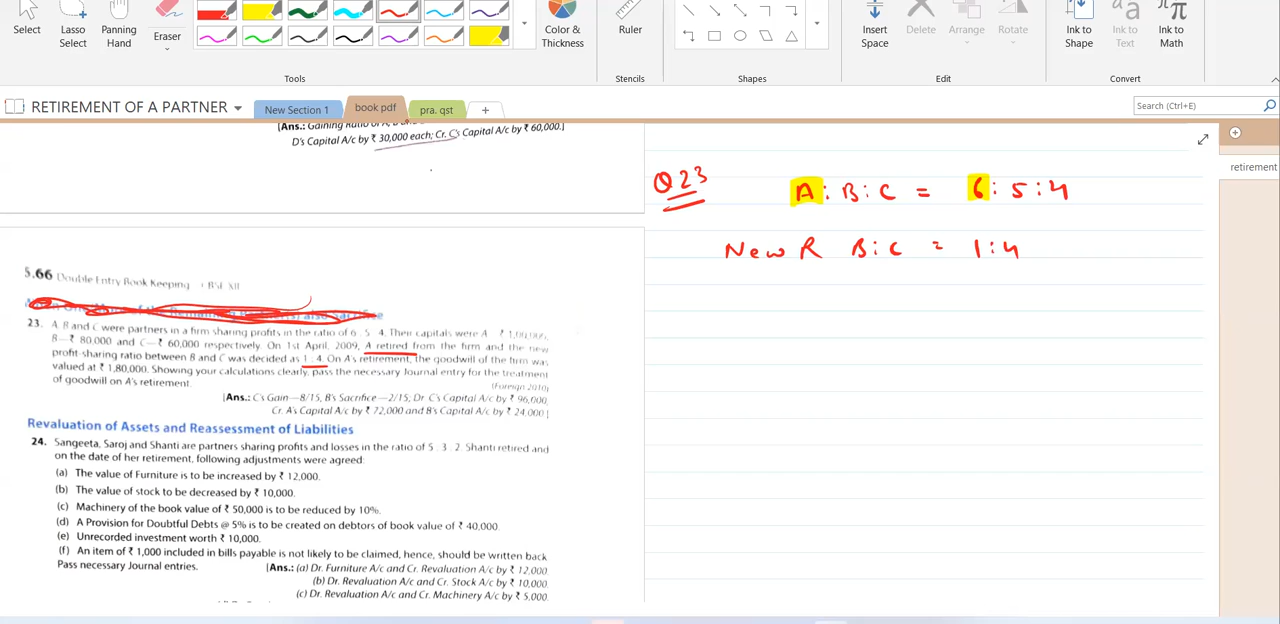 Select
Lasso Select
Panning Hand
Eraser
Color & Thickness
Ruler
Insert Space
Delete
Arrange
Rotate
Ink to Shape
Ink to Text
Ink to Math
Tools
Stencils
Shapes
Edit
Convert
RETIREMENT OF A PARTNER
New Section 1
book pdf
pra. qst
+
Search (Ctrl+E)
retirement
D's Capital A/c by ₹ 30,000 each; Cr. C's Capital A/c by ₹ 60,000.]
5.66 Double Entry Book Keeping
23. A, B and C were partners in a firm sharing profits in the ratio of 6 : 5 : 4. Their capitals were A
B—₹ 80,000 and C—₹ 60,000 respectively. On 1st April, 2009, A retired from the firm and the new
profit-sharing ratio between B and C was decided as 1 : 4. On A's retirement, the goodwill of the firm was
valued at ₹ 1,80,000. Showing your calculations clearly, pass the necessary Journal entry for the treatment
of goodwill on A's retirement.
(Foreign 2010)
[Ans.: C's Gain—8/15, B's Sacrifice—2/15; Dr. C's Capital A/c by ₹ 96,000;
Cr. A's Capital A/c by ₹ 72,000 and B's Capital A/c by ₹ 24,000.]
Revaluation of Assets and Reassessment of Liabilities
24. Sangeeta, Saroj and Shanti are partners sharing profits and losses in the ratio of 5 : 3 : 2. Shanti retired and
on the date of her retirement, following adjustments were agreed:
(a) The value of Furniture is to be increased by ₹ 12,000.
(b) The value of stock to be decreased by ₹ 10,000.
(c) Machinery of the book value of ₹ 50,000 is to be reduced by 10%.
(d) A Provision for Doubtful Debts @ 5% is to be created on debtors of book value of ₹ 40,000.
(e) Unrecorded investment worth ₹ 10,000.
(f) An item of ₹ 1,000 included in bills payable is not likely to be claimed, hence, should be written back
Pass necessary Journal entries.
[Ans.: (a) Dr. Furniture A/c and Cr. Revaluation A/c by ₹ 12,000
(b) Dr. Revaluation A/c and Cr. Stock A/c by ₹ 10,000
(c) Dr. Revaluation A/c and Cr. Machinery A/c by ₹ 5,000
Q23
A : B : C = 6 : 5 : 4
New R B : C = 1 : 4